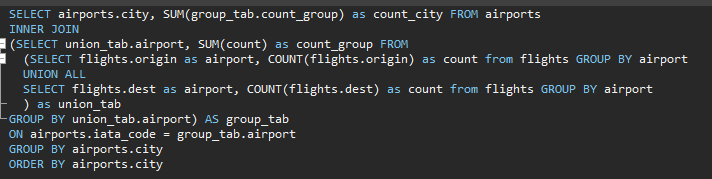 SELECT airports.city, SUM(group_tab.count_group) as count_city FROM airports
INNER JOIN
(SELECT union_tab.airport, SUM(count) as count_group FROM
(SELECT flights.origin as airport, COUNT(flights.origin) as count from flights GROUP BY airport
UNION ALL
SELECT flights.dest as airport, COUNT(flights.dest) as count from flights GROUP BY airport
) as union_tab
GROUP BY union_tab.airport) AS group_tab
ON airports.iata_code = group_tab.airport
GROUP BY airports.city
ORDER BY airports.city